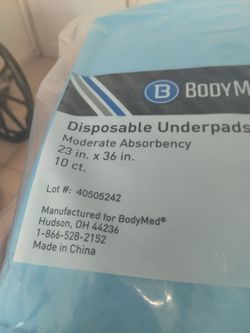 B BODYM
Disposable Underpads
Moderate Absorbency
23 in. x 36 in.
10 ct.
Lot #: 40505242
Manufactured for BodyMed®
Hudson, OH 44236
1-866-528-2152
Made in China